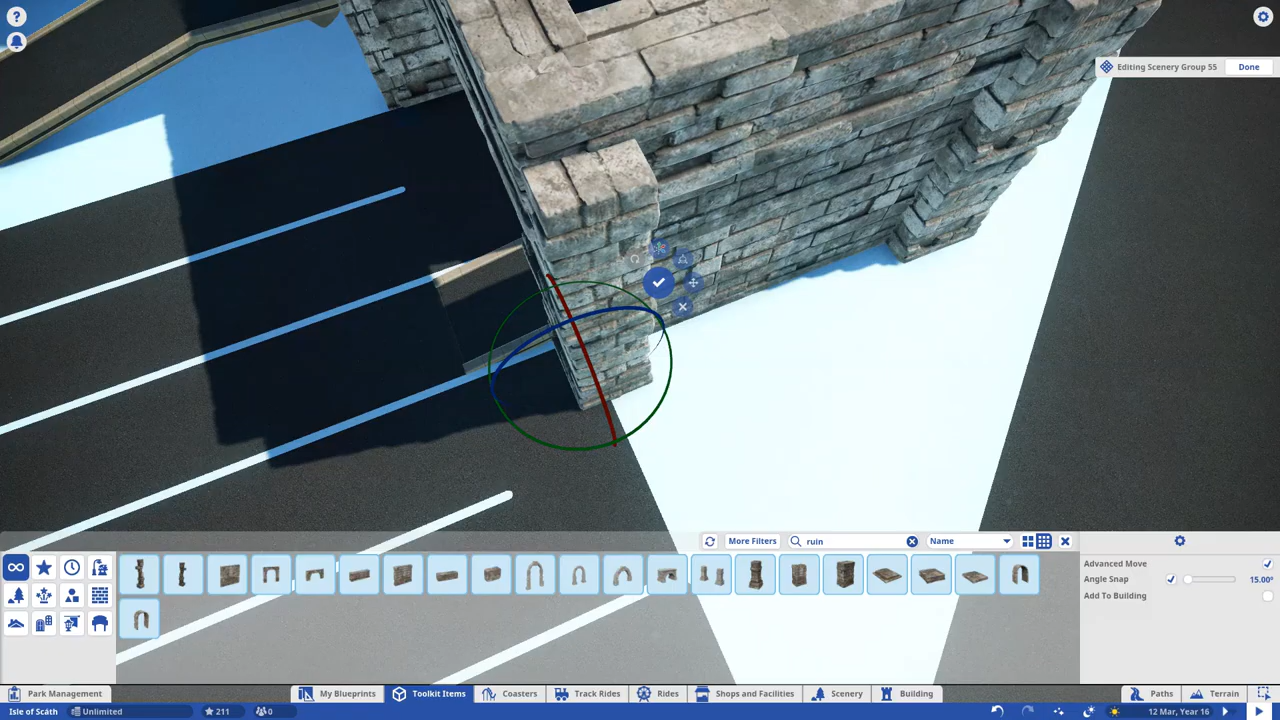 Editing Scenery Group 55
Done
More Filters
ruin
Name
Advanced Move
Angle Snap
15.00°
Add To Building
Park Management
My Blueprints
Toolkit Items
Coasters
Track Rides
Rides
Shops and Facilities
Scenery
Building
Paths
Terrain
Isle of Scáth
Unlimited
211
0
12 Mar, Year 16